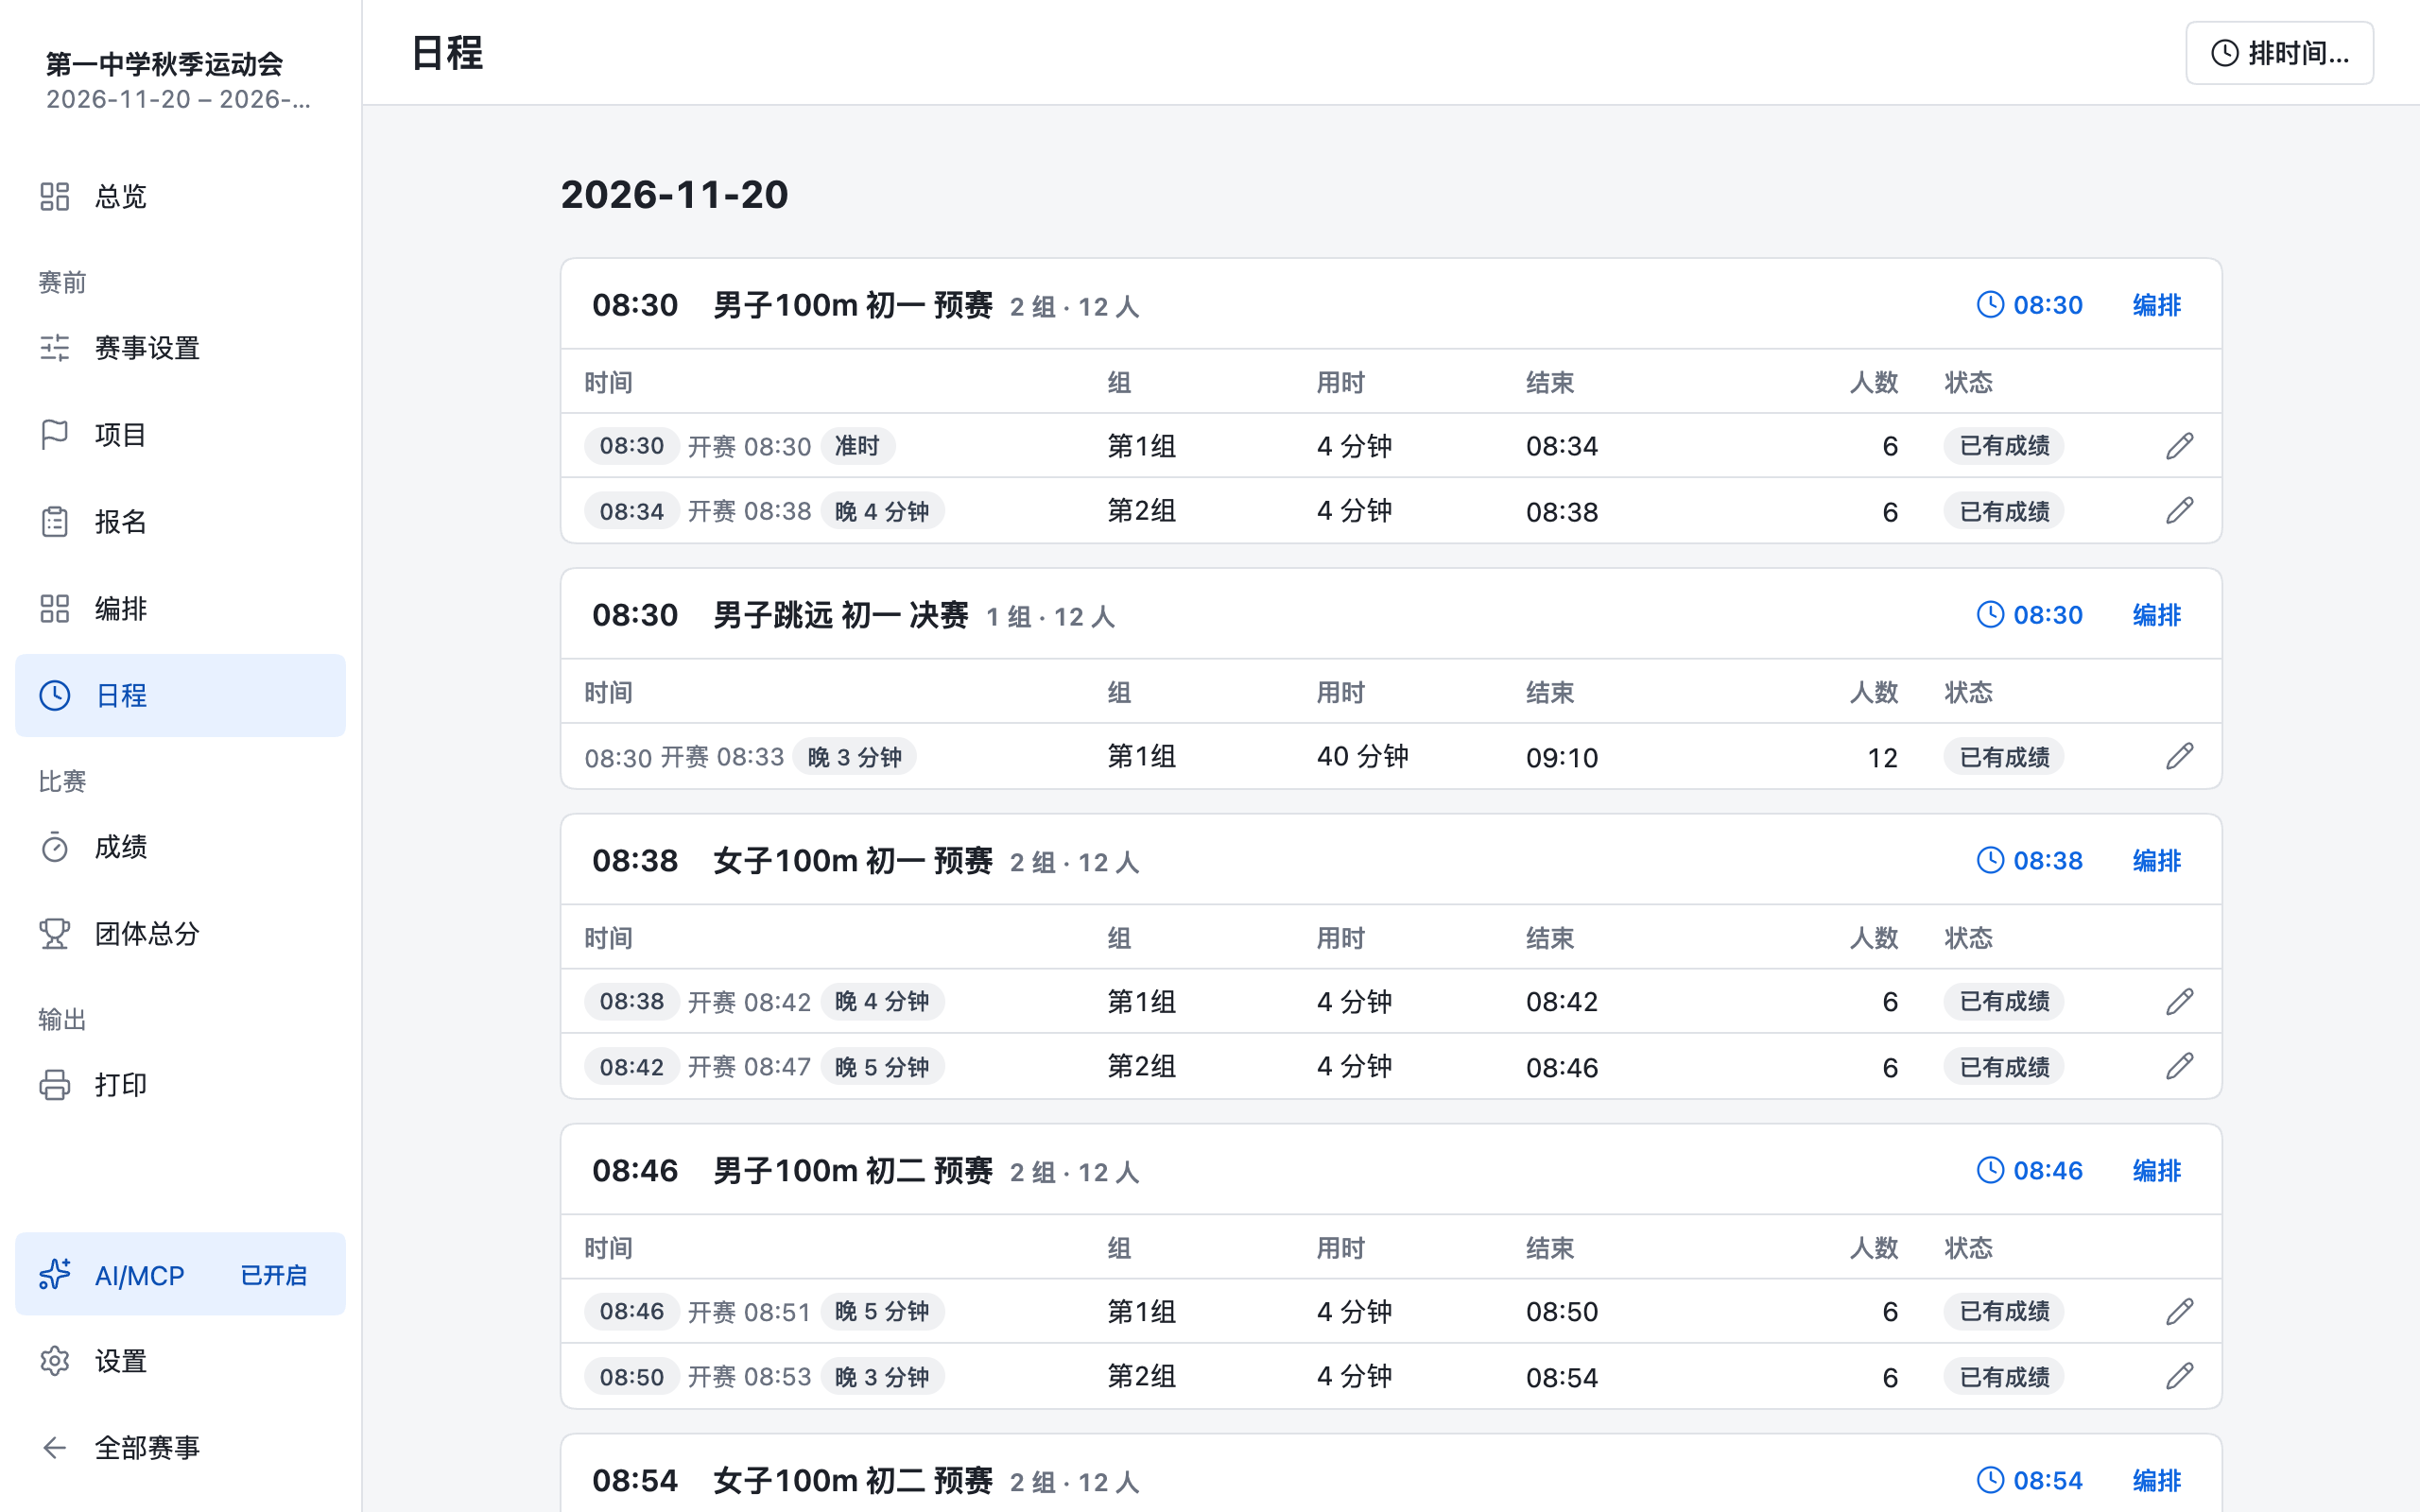 第一中学秋季运动会
2026-11-20 – 2026-...
总览
赛前
赛事设置
项目
报名
编排
日程
比赛
成绩
团体总分
输出
打印
AI/MCP 已开启
设置
全部赛事
日程 排时间...
2026-11-20
08:30 男子100m 初一 预赛 2 组 · 12 人 08:30 编排
时间 组 用时 结束 人数 状态
08:30 开赛 08:30 准时 第1组 4 分钟 08:34 6 已有成绩
08:34 开赛 08:38 晚 4 分钟 第2组 4 分钟 08:38 6 已有成绩
08:30 男子跳远 初一 决赛 1 组 · 12 人 08:30 编排
时间 组 用时 结束 人数 状态
08:30 开赛 08:33 晚 3 分钟 第1组 40 分钟 09:10 12 已有成绩
08:38 女子100m 初一 预赛 2 组 · 12 人 08:38 编排
时间 组 用时 结束 人数 状态
08:38 开赛 08:42 晚 4 分钟 第1组 4 分钟 08:42 6 已有成绩
08:42 开赛 08:47 晚 5 分钟 第2组 4 分钟 08:46 6 已有成绩
08:46 男子100m 初二 预赛 2 组 · 12 人 08:46 编排
时间 组 用时 结束 人数 状态
08:46 开赛 08:51 晚 5 分钟 第1组 4 分钟 08:50 6 已有成绩
08:50 开赛 08:53 晚 3 分钟 第2组 4 分钟 08:54 6 已有成绩
08:54 女子100m 初二 预赛 2 组 · 12 人 08:54 编排